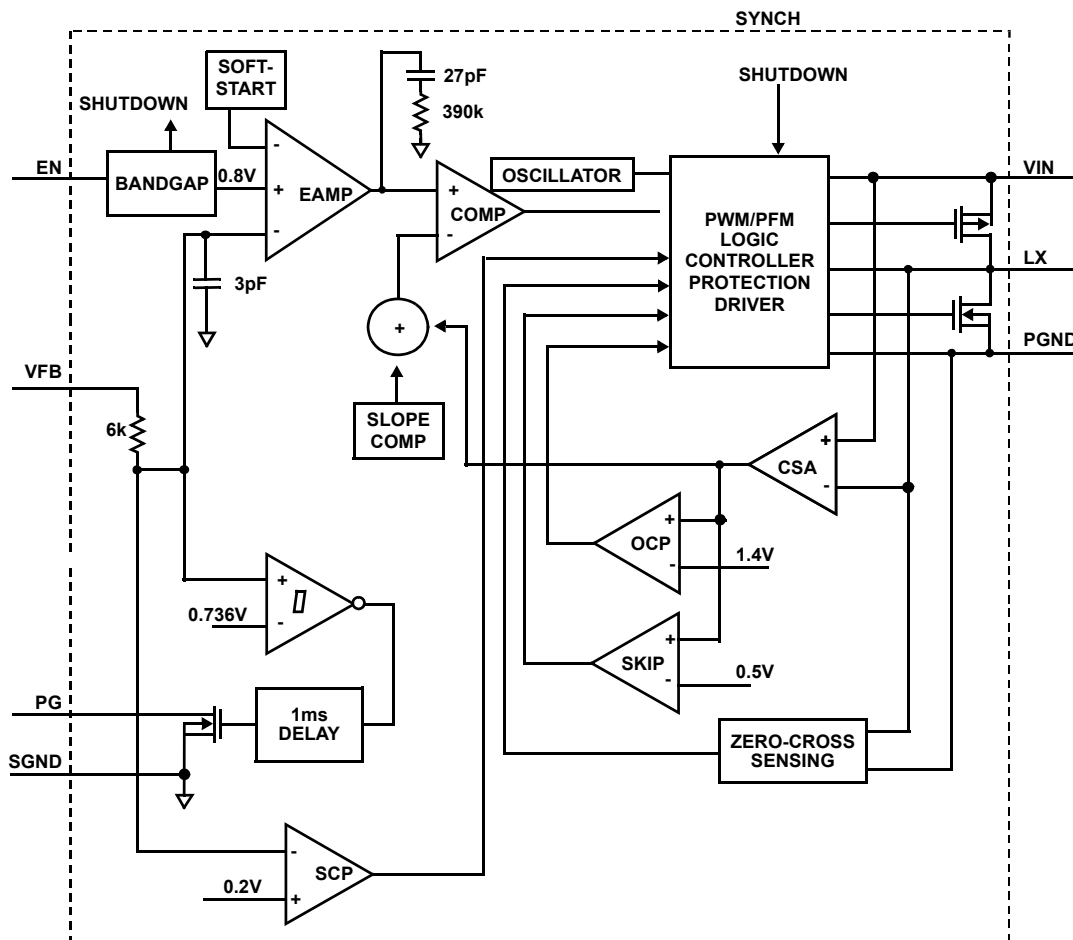 SYNCH
SOFT-
START
27pF
390k
SHUTDOWN
SHUTDOWN
EN
BANDGAP
0.8V
-
+
-
EAMP
3pF
+
-
COMP
OSCILLATOR
PWM/PFM
LOGIC
CONTROLLER
PROTECTION
DRIVER
VIN
LX
PGND
+
SLOPE
COMP
VFB
6k
+
-
CSA
+
-
OCP
1.4V
+
-
0.736V
+
-
SKIP
0.5V
PG
1ms
DELAY
SGND
ZERO-CROSS
SENSING
-
+
SCP
0.2V